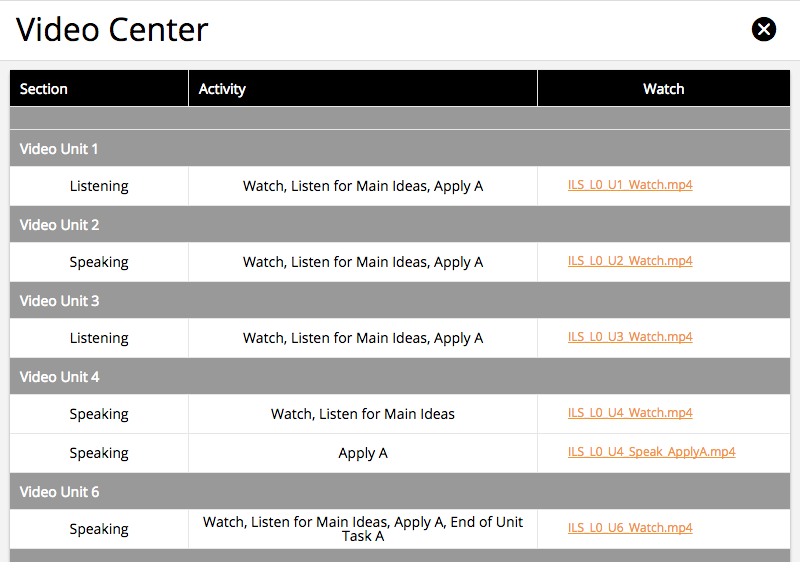 Video Center
Section Activity Watch
Video Unit 1
Listening Watch, Listen for Main Ideas, Apply A ILS_L0_U1_Watch.mp4
Video Unit 2
Speaking Watch, Listen for Main Ideas, Apply A ILS_L0_U2_Watch.mp4
Video Unit 3
Listening Watch, Listen for Main Ideas, Apply A ILS_L0_U3_Watch.mp4
Video Unit 4
Speaking Watch, Listen for Main Ideas ILS_L0_U4_Watch.mp4
Speaking Apply A ILS_L0_U4_Speak_ApplyA.mp4
Video Unit 6
Speaking Watch, Listen for Main Ideas, Apply A, End of Unit ILS_L0_U6_Watch.mp4
Task A